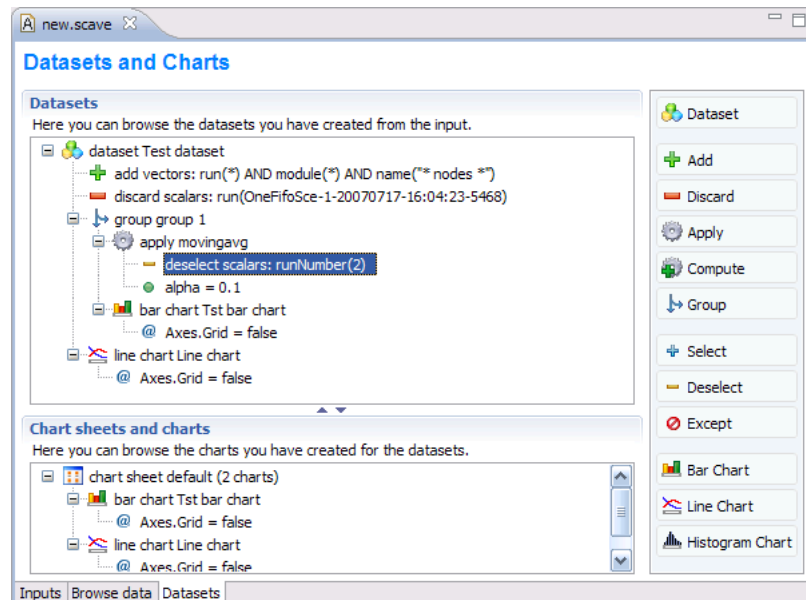 new.scave
Datasets and Charts
Datasets
Here you can browse the datasets you have created from the input.
dataset Test dataset
add vectors: run(*) AND module(*) AND name("* nodes *")
discard scalars: run(OneFifoSce-1-20070717-16:04:23-5468)
group group 1
apply movingavg
deselect scalars: runNumber(2)
alpha = 0.1
bar chart Tst bar chart
@ Axes.Grid = false
line chart Line chart
@ Axes.Grid = false
Chart sheets and charts
Here you can browse the charts you have created for the datasets.
chart sheet default (2 charts)
bar chart Tst bar chart
@ Axes.Grid = false
line chart Line chart
@ Axes.Grid = false
Dataset
Add
Discard
Apply
Compute
Group
Select
Deselect
Except
Bar Chart
Line Chart
Histogram Chart
Inputs Browse data Datasets